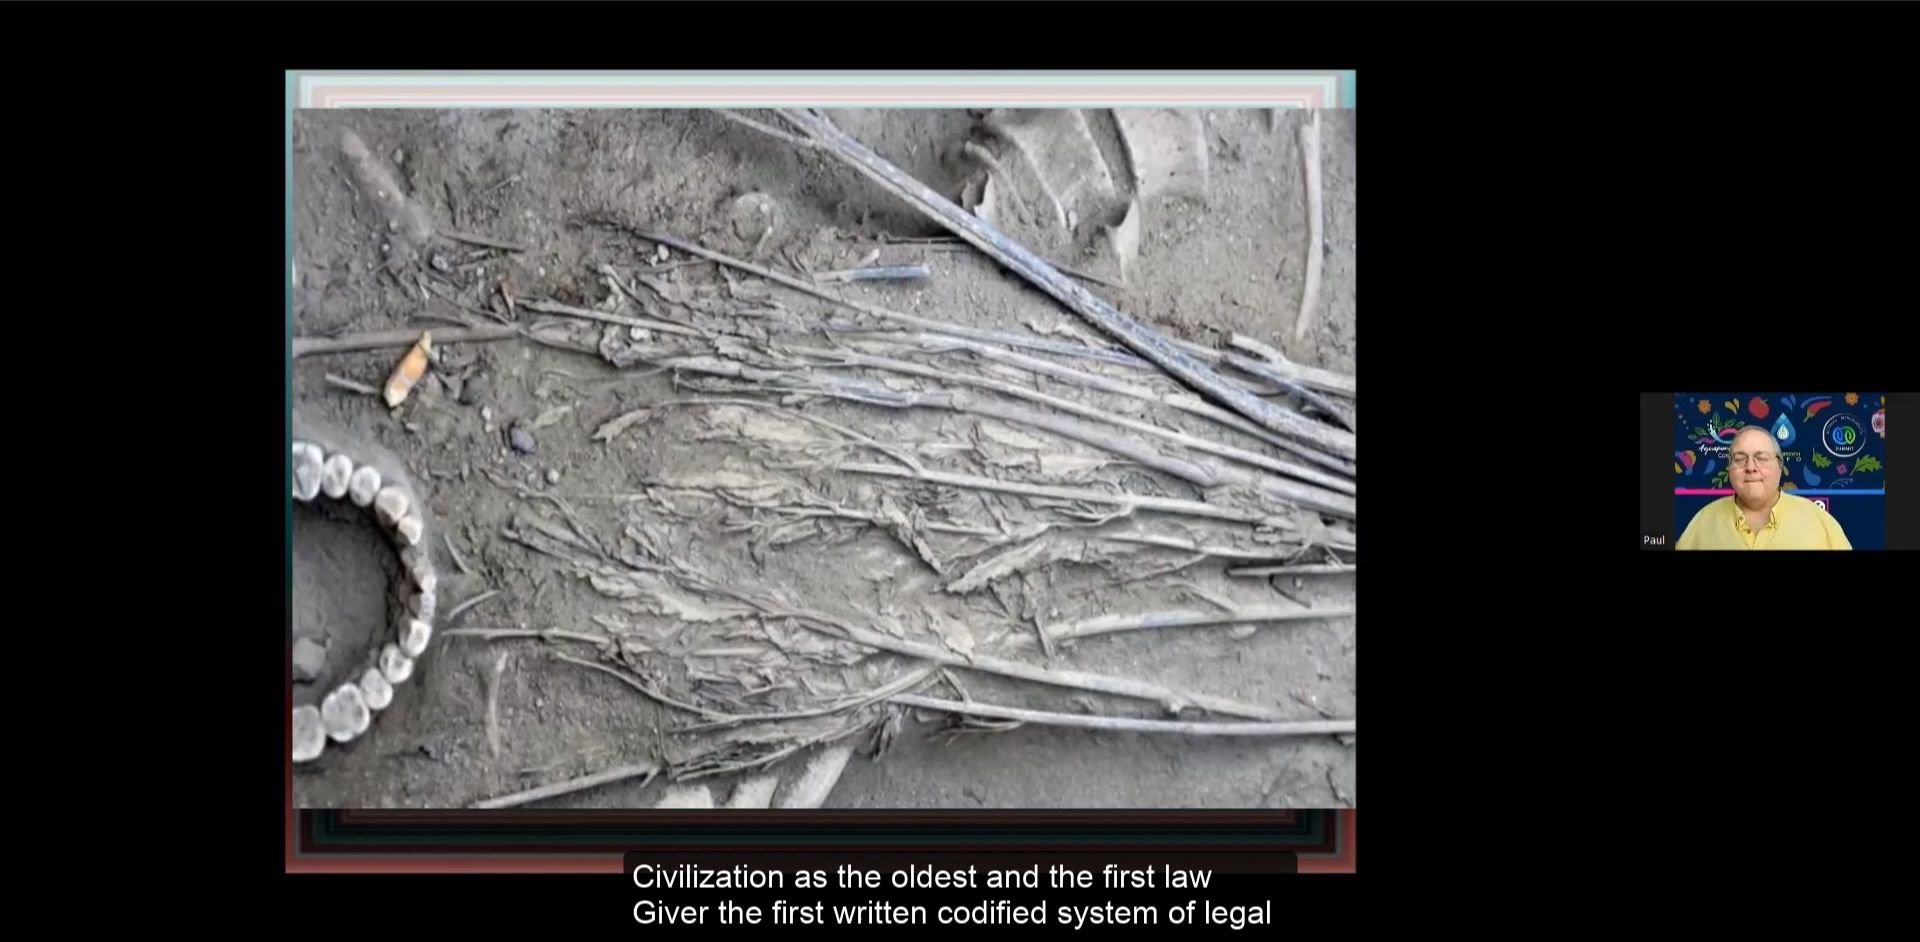 Paul
Civilization as the oldest and the first law
Giver the first written codified system of legal